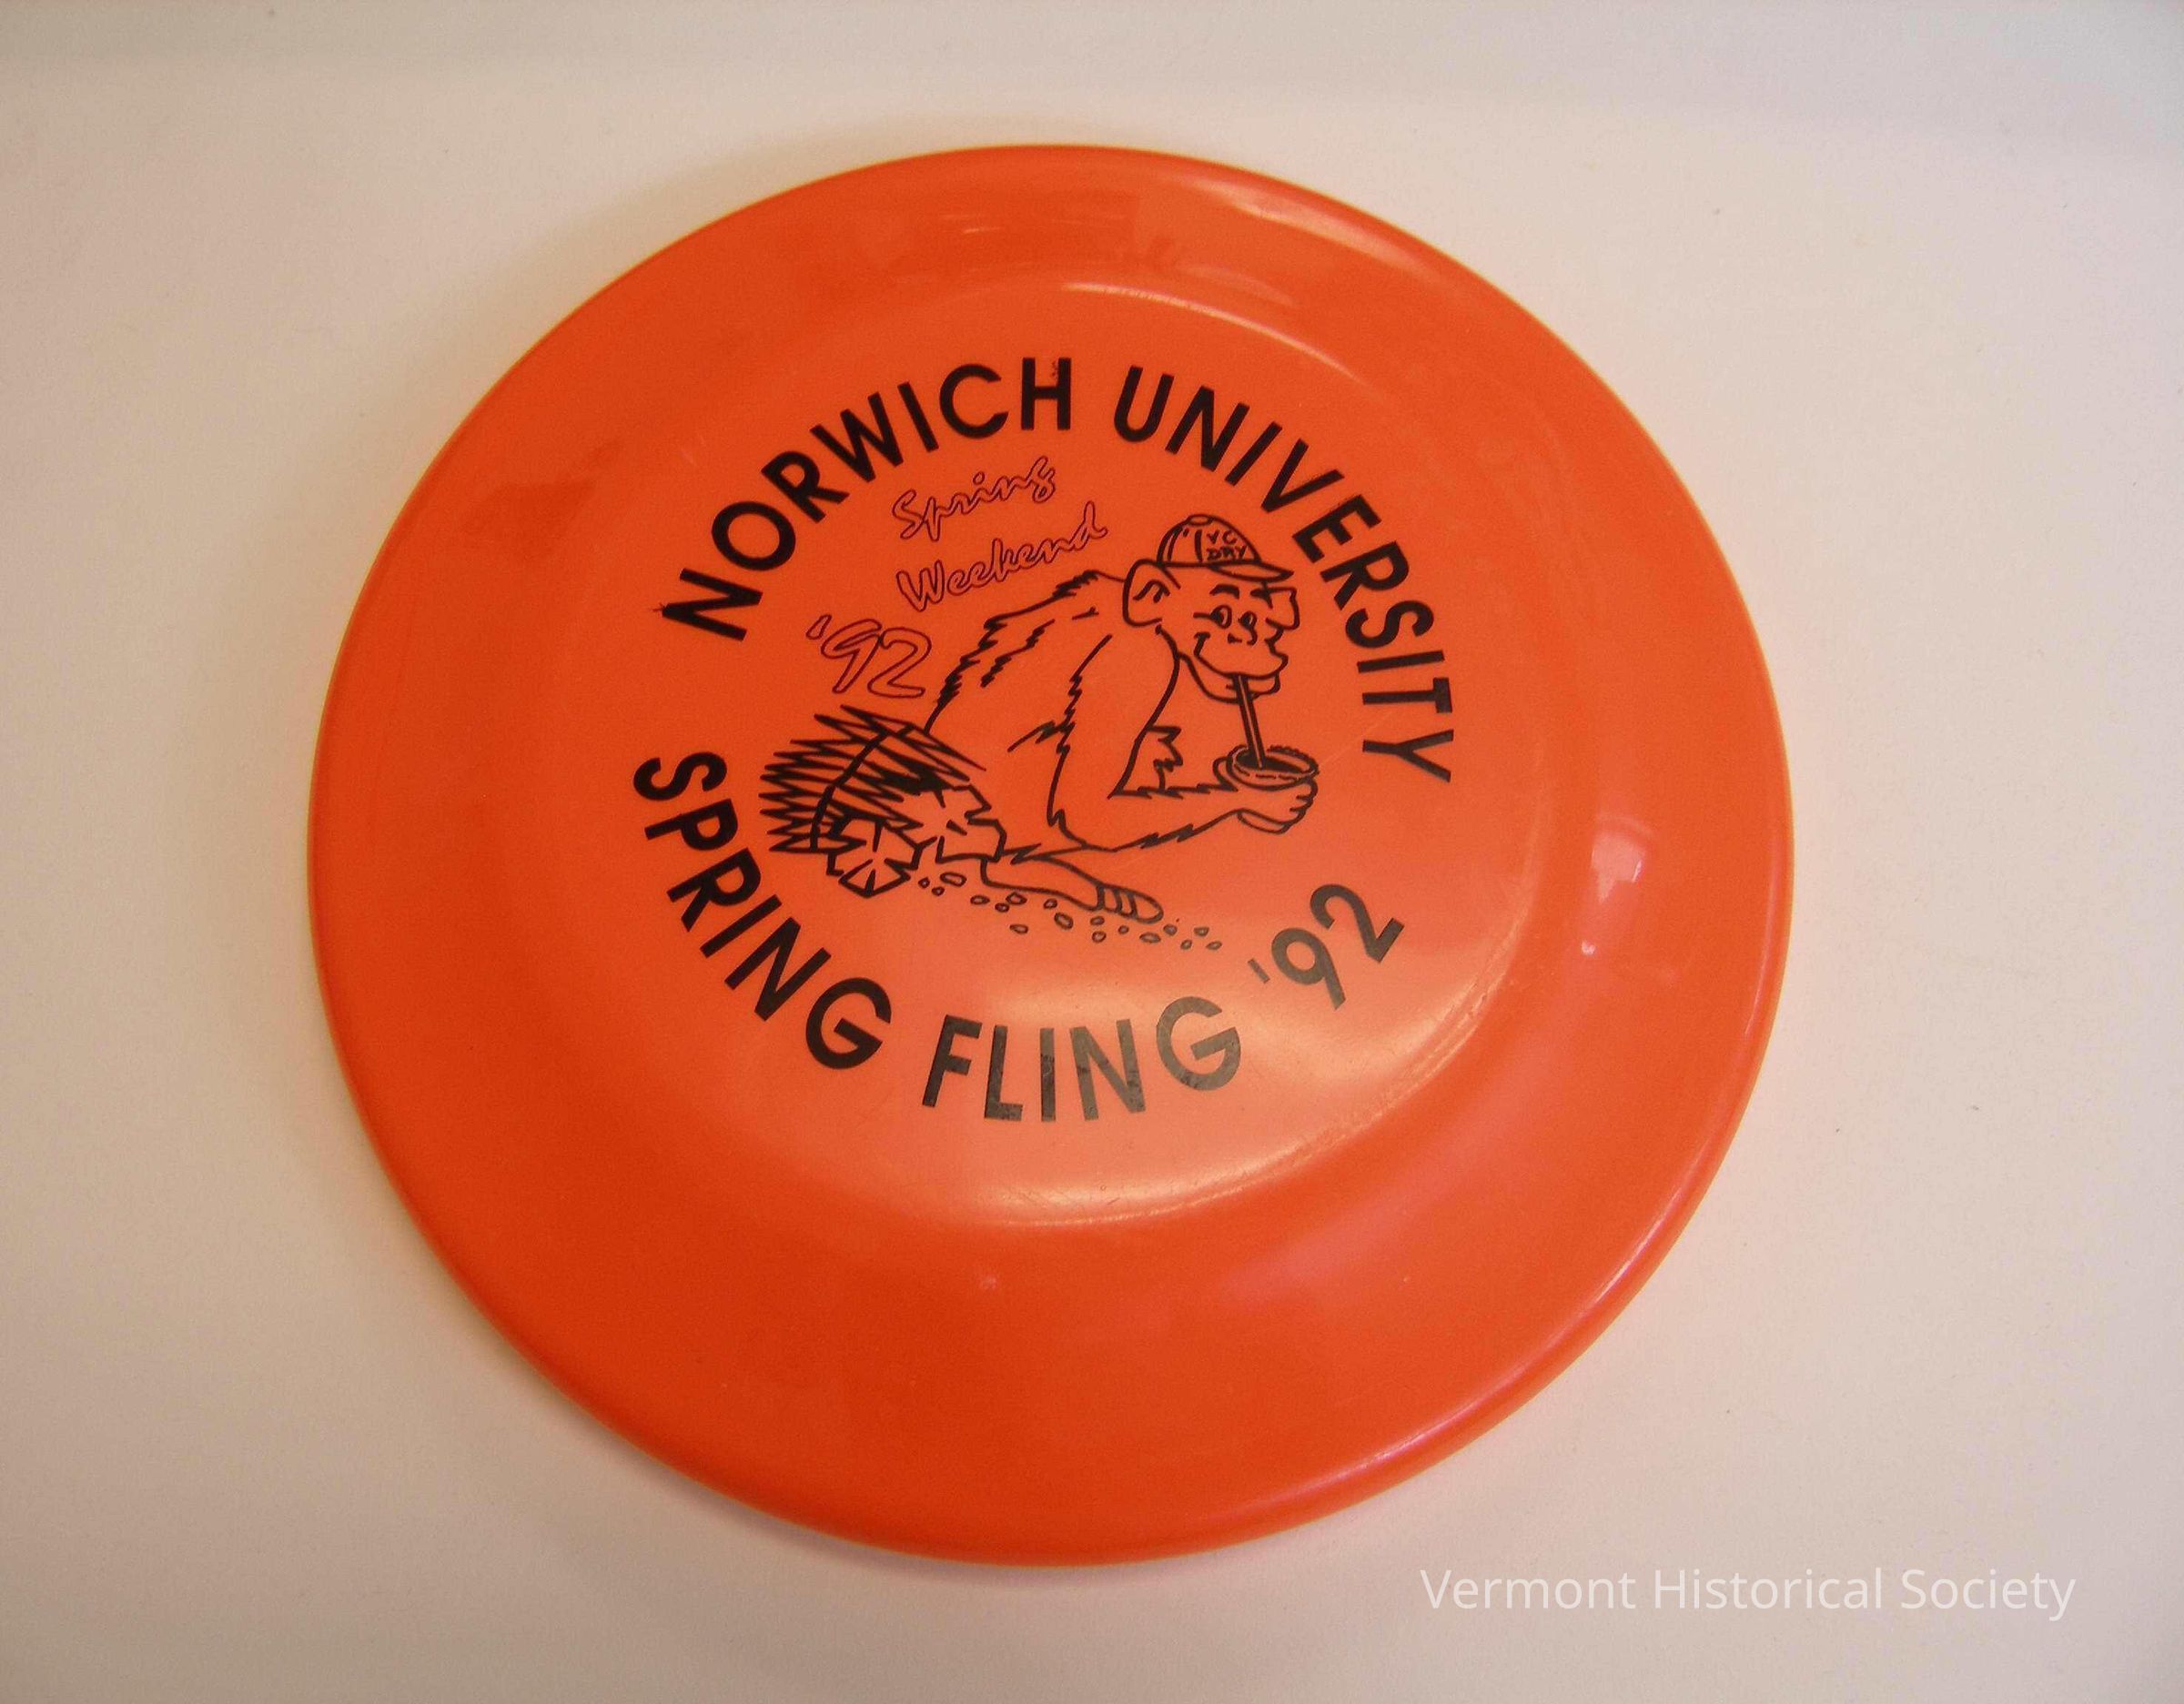 NORWICH UNIVERSITY
Spring
Weekend
'92
VC
DRY
SPRING FLING '92
Vermont Historical Society